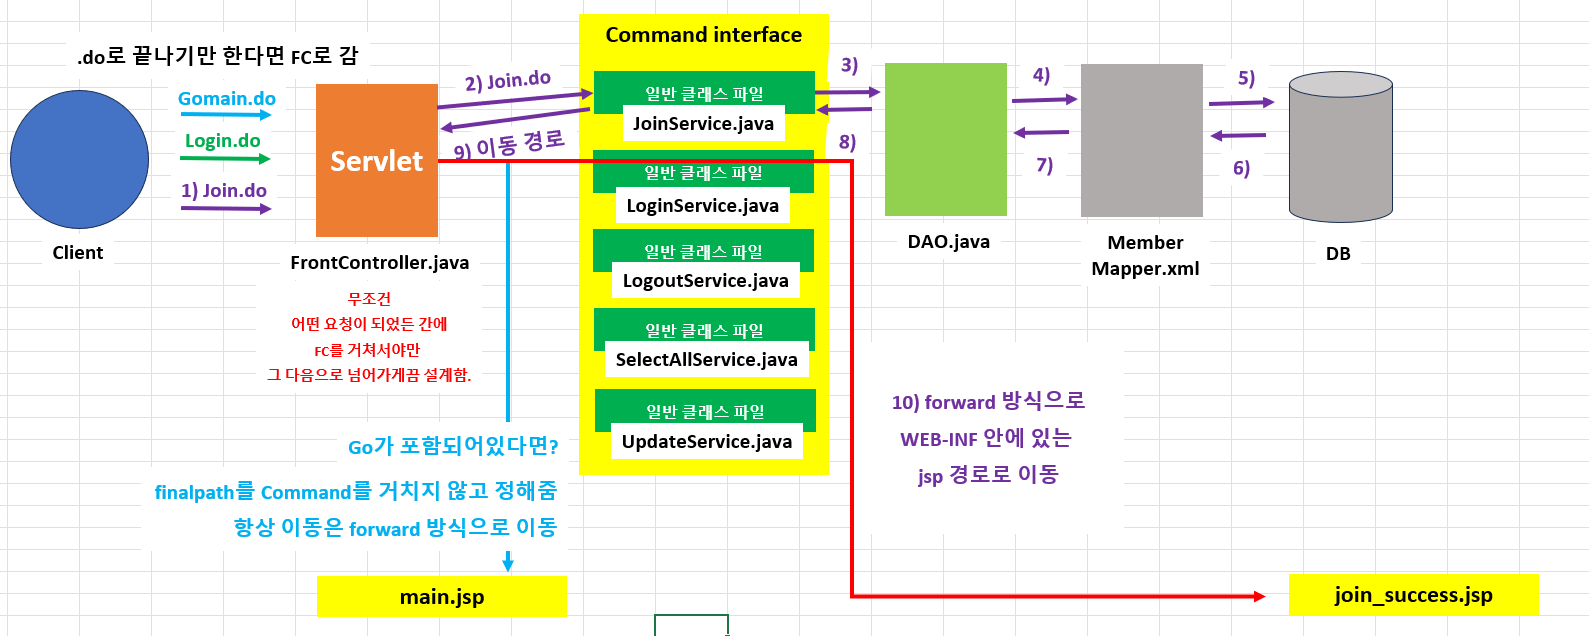 .do로 끝나기만 한다면 FC로 감
Gomain.do
Login.do
1) Join.do
Client
Servlet
FrontController.java
무조건
어떤 요청이 되었든 간에
FC를 거쳐서야만
그 다음으로 넘어가게끔 설계함.
2) Join.do
9) 이동 경로
Command interface
일반 클래스 파일
JoinService.java
일반 클래스 파일
LoginService.java
일반 클래스 파일
LogoutService.java
일반 클래스 파일
SelectAllService.java
일반 클래스 파일
UpdateService.java
3)
8)
DAO.java
4)
7)
Member
Mapper.xml
5)
6)
DB
Go가 포함되어있다면?
finalpath를 Command를 거치지 않고 정해줌
항상 이동은 forward 방식으로 이동
main.jsp
10) forward 방식으로
WEB-INF 안에 있는
jsp 경로로 이동
join_success.jsp